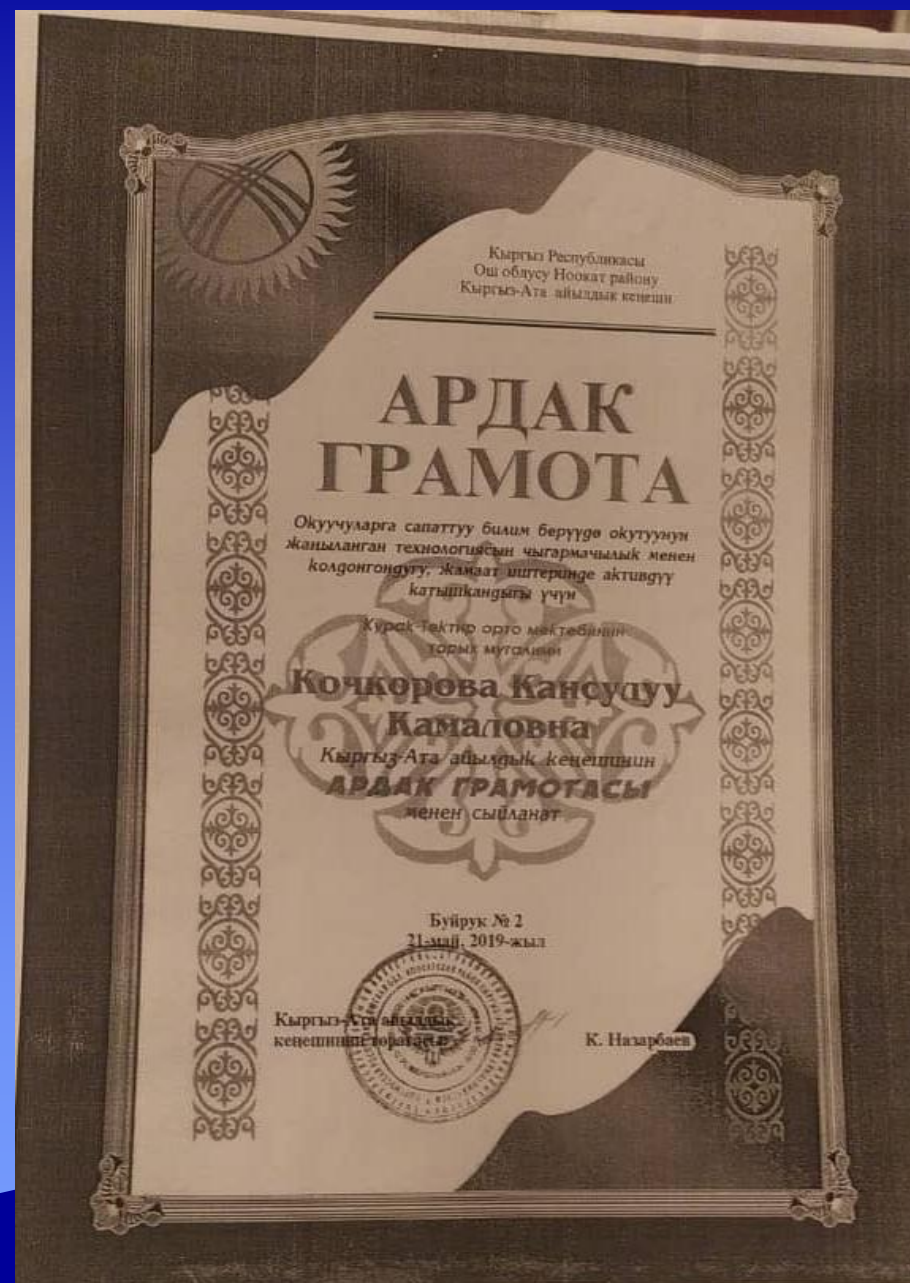 Кыргыз Республикасы
Ош облусу Ноокат району
Кыргыз-Ата айылдык кеңеши
АРДАК
ГРАМОТА
Окуучуларга сапаттуу билим берүүдө окутуунун
жаңыланган технологиясын чыгармачылык менен
колдонгондугу, жамаат иштеринде активдүү
катышкандыгы үчүн
орто мектебинин
тарых мугалими
Кочкорова Кансулуу
Камаловна
Кыргыз-Ата айылдык кеңешинин
АРДАК ГРАМОТАСЫ
менен сыйланат
Буйрук № 2
21-май, 2019-жыл
Кыргыз-Ата айылдык
кеңешинин төрагасы
К. Назарбаев